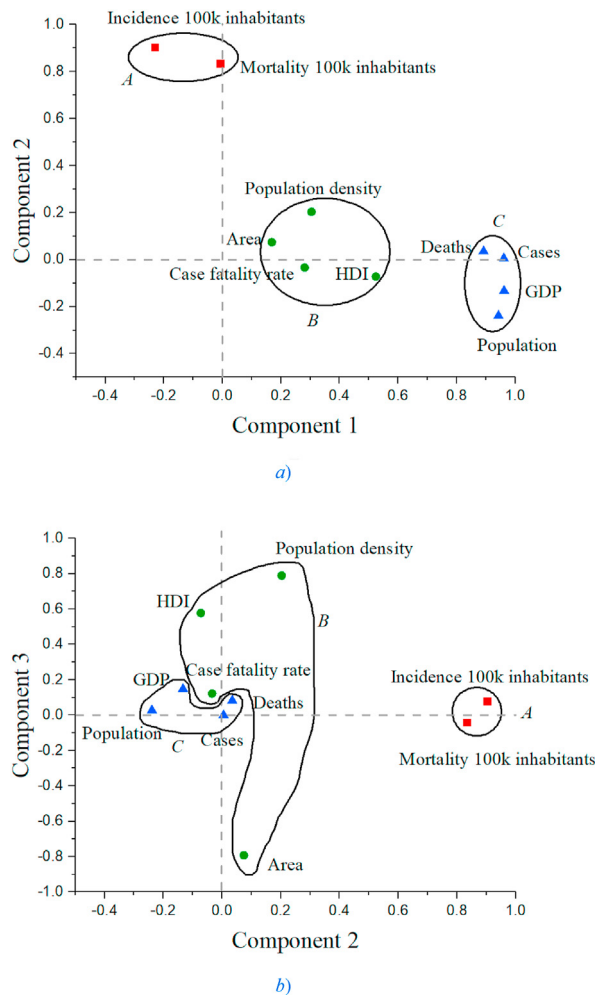 Incidence 100k inhabitants
1.0
0.8
0.6
0.4
0.2
0.0
-0.2
-0.4
Component 2
A
Mortality 100k inhabitants
Population density
Area
Case fatality rate
HDI
B
C
Deaths
Cases
GDP
Population
-0.4 -0.2 0.0 0.2 0.4 0.6 0.8 1.0
Component 1
a)
1.0
0.8
0.6
0.4
0.2
0.0
-0.2
-0.4
-0.6
-0.8
-1.0
Component 3
Population density
HDI
B
Case fatality rate
GDP
Deaths
Population
C
Cases
Incidence 100k inhabitants
A
Mortality 100k inhabitants
Area
-0.4 -0.2 0.0 0.2 0.4 0.6 0.8 1.0
Component 2
b)